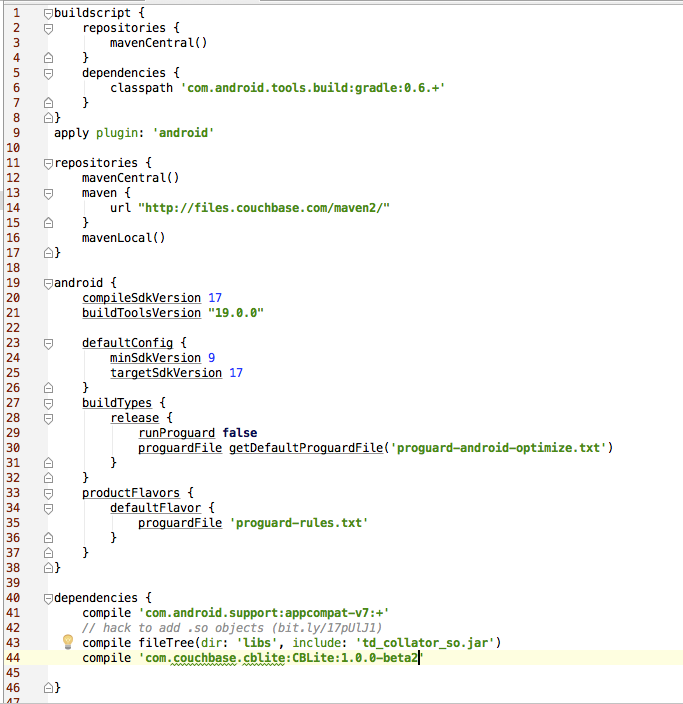 1 buildscript {
2     repositories {
3         mavenCentral()
4     }
5     dependencies {
6         classpath 'com.android.tools.build:gradle:0.6.+'
7     }
8 }
9 apply plugin: 'android'
10
11 repositories {
12     mavenCentral()
13     maven {
14         url "http://files.couchbase.com/maven2/"
15     }
16     mavenLocal()
17 }
18
19 android {
20     compileSdkVersion 17
21     buildToolsVersion "19.0.0"
22
23     defaultConfig {
24         minSdkVersion 9
25         targetSdkVersion 17
26     }
27     buildTypes {
28         release {
29             runProguard false
30             proguardFile getDefaultProguardFile('proguard-android-optimize.txt')
31         }
32     }
33     productFlavors {
34         defaultFlavor {
35             proguardFile 'proguard-rules.txt'
36         }
37     }
38 }
39
40 dependencies {
41     compile 'com.android.support:appcompat-v7:+'
42     // hack to add .so objects (bit.ly/17pUlJ1)
43     compile fileTree(dir: 'libs', include: 'td_collator_so.jar')
44     compile 'com.couchbase.cblite:CBLite:1.0.0-beta2'
45
46 }
47